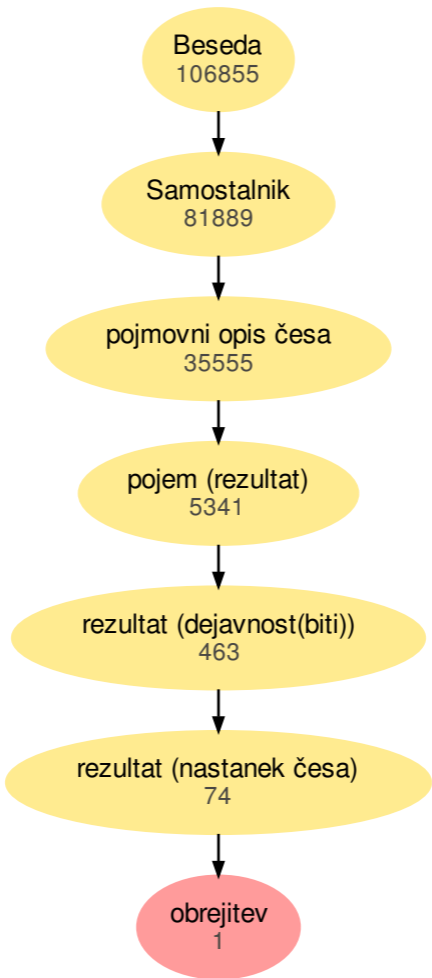 Beseda
106855
Samostalnik
81889
pojmovni opis česa
35555
pojem (rezultat)
5341
rezultat (dejavnost(biti))
463
rezultat (nastanek česa)
74
obrejitev
1